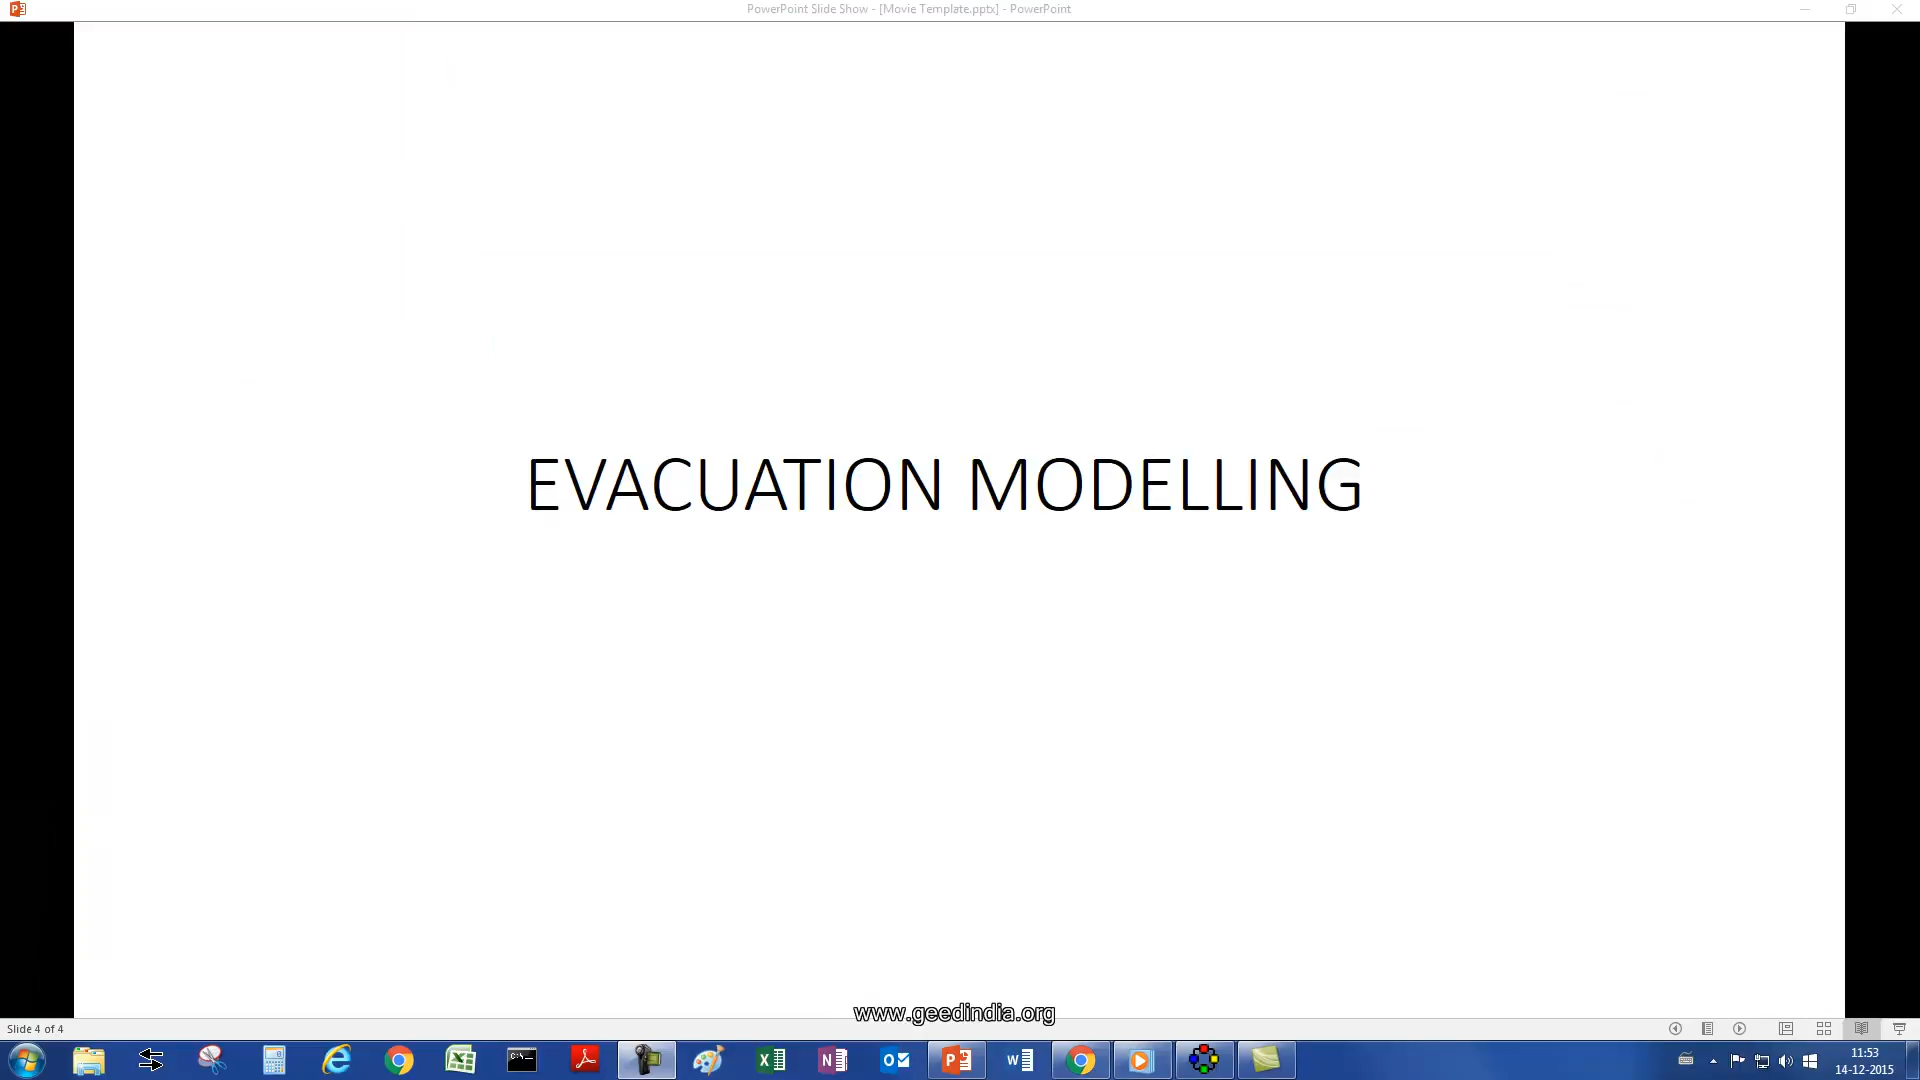 PowerPoint Slide Show - [Movie Template.pptx] - PowerPoint
EVACUATION MODELLING
www.geedindia.org
Slide 4 of 4
11:53
14-12-2015